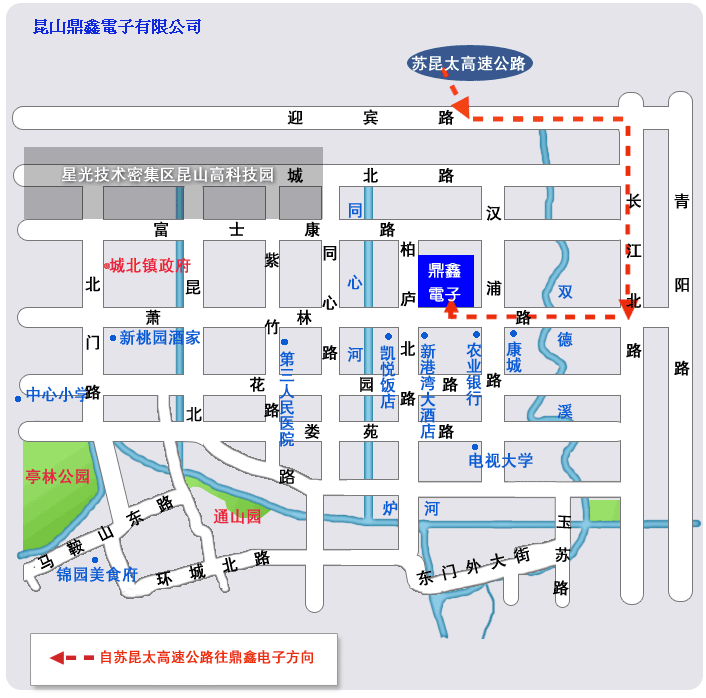 昆山鼎鑫電子有限公司
苏昆太高速公路
迎宾路
星光技术密集区昆山高科技园
城北路
富士康路
同心河
汉浦路
长江北路
青阳路
城北镇政府
北门路
昆北路
紫竹路
同心路
柏庐北路
鼎鑫
電子
双德溪
萧林路
新桃园酒家
第三人民医院
凯悦饭店
新港湾大酒店
农业银行
康城
中心小学
花园路
娄苑路
电视大学
亭林公园
通山园
炉河
玉苏路
马鞍山东路
锦园美食府
环城北路
东门外大街
自苏昆太高速公路往鼎鑫电子方向